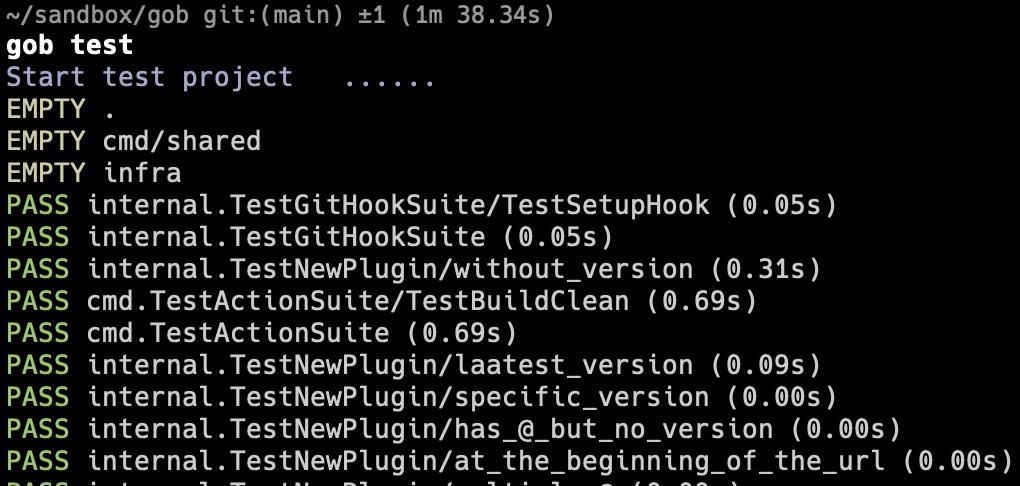 ~/sandbox/gob git:(main) ±1 (1m 38.34s)
gob test
Start test project   ......
EMPTY .
EMPTY cmd/shared
EMPTY infra
PASS internal.TestGitHookSuite/TestSetupHook (0.05s)
PASS internal.TestGitHookSuite (0.05s)
PASS internal.TestNewPlugin/without_version (0.31s)
PASS cmd.TestActionSuite/TestBuildClean (0.69s)
PASS cmd.TestActionSuite (0.69s)
PASS internal.TestNewPlugin/laatest_version (0.09s)
PASS internal.TestNewPlugin/specific_version (0.00s)
PASS internal.TestNewPlugin/has_@_but_no_version (0.00s)
PASS internal.TestNewPlugin/at_the_beginning_of_the_url (0.00s)